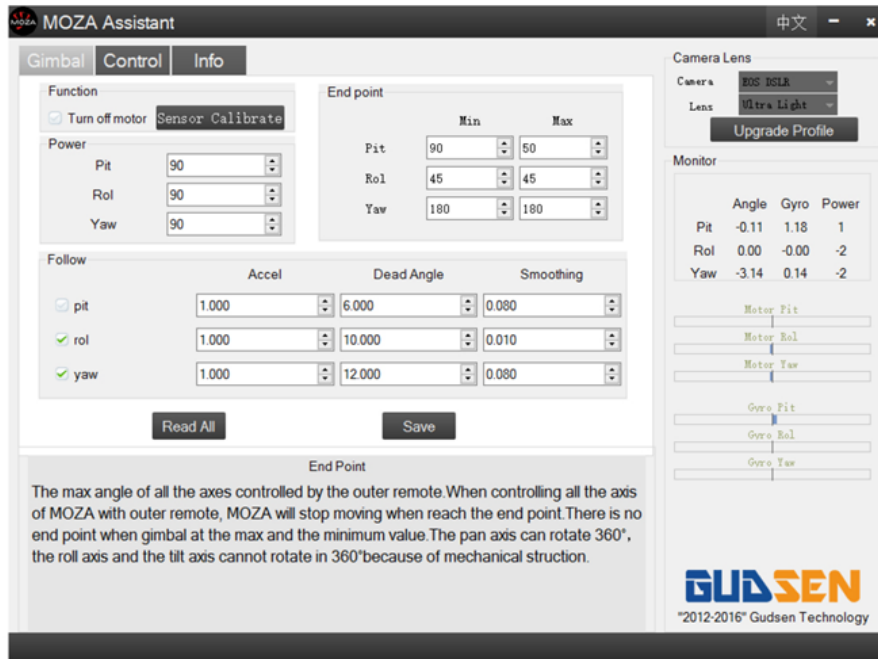 MOZA MOZA Assistant 中文
Gimbal Control Info
Function
Turn off motor Sensor Calibrate
Power
Pit 90
Rol 90
Yaw 90
End point
Min Max
Pit 90 50
Rol 45 45
Yaw 180 180
Follow
Accel Dead Angle Smoothing
pit 1.000 6.000 0.080
rol 1.000 10.000 0.010
yaw 1.000 12.000 0.080
Read All Save
End Point
The max angle of all the axes controlled by the outer remote.When controlling all the axis
of MOZA with outer remote, MOZA will stop moving when reach the end point.There is no
end point when gimbal at the max and the minimum value.The pan axis can rotate 360°,
the roll axis and the tilt axis cannot rotate in 360°because of mechanical struction.
Camera Lens
Camera EOS DSLR
Lens Ultra Light
Upgrade Profile
Monitor
Angle Gyro Power
Pit -0.11 1.18 1
Rol 0.00 -0.00 -2
Yaw -3.14 0.14 -2
Motor Pit
Motor Rol
Motor Yaw
Gyro Pit
Gyro Rol
Gyro Yaw
GUDSEN
"2012-2016" Gudsen Technology